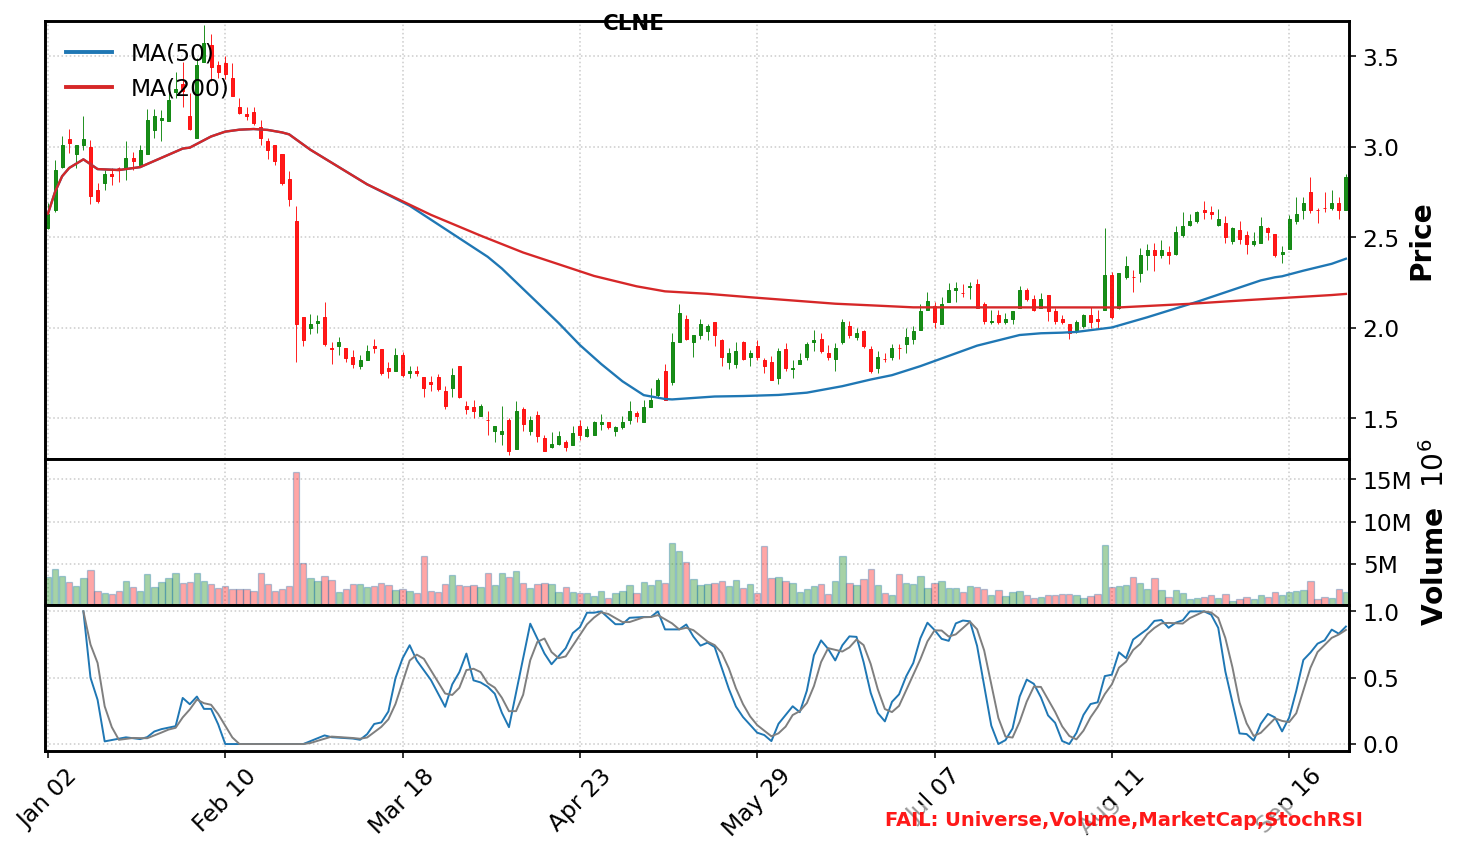 CLNE
MA(50)
MA(200)
3.5
3.0
2.5
2.0
1.5
Price
15M
10M
5M
Volume 10^6
1.0
0.5
0.0
Jan 02
Feb 10
Mar 18
Apr 23
May 29
Jul 07
Aug 11
Sep 16
FAIL: Universe,Volume,MarketCap,StochRSI